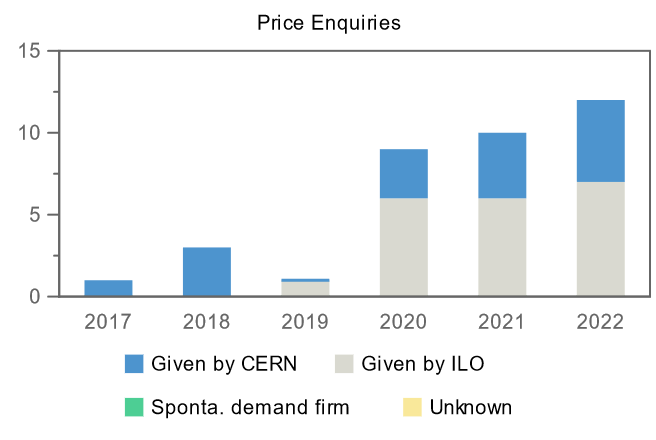 Price Enquiries
15
10
5
0
2017 2018 2019 2020 2021 2022
Given by CERN Given by ILO
Sponta. demand firm Unknown